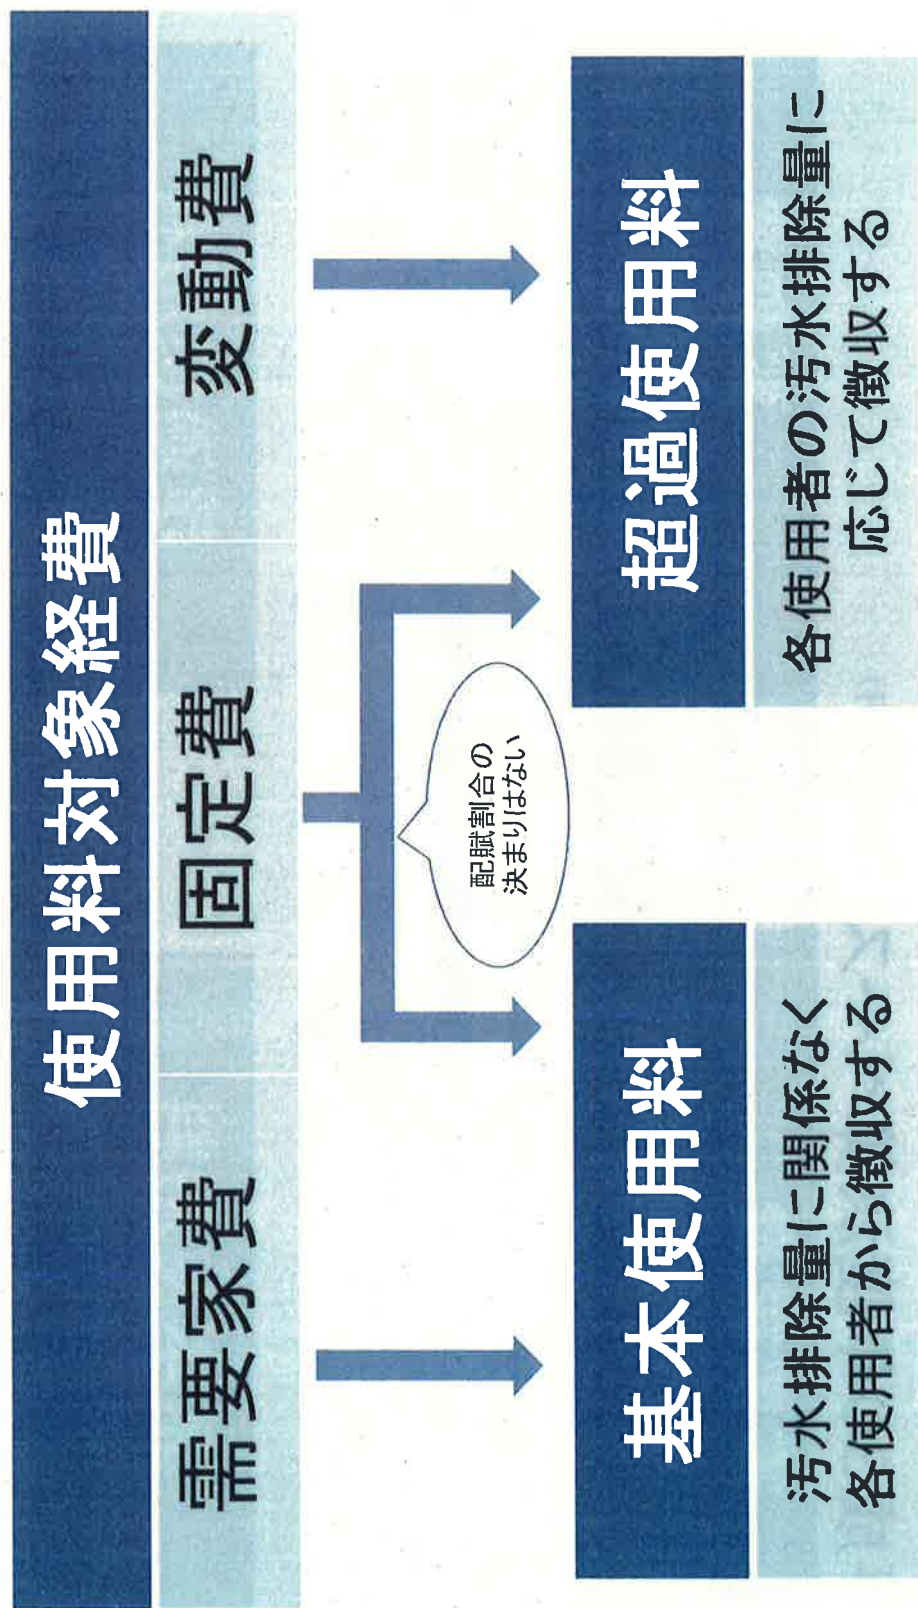 使用料対象経費
需要家費
固定費
変動費
配賦割合の
決まりはない
基本使用料
汚水排除量に関係なく
各使用者から徴収する
超過使用料
各使用者の汚水排除量に
応じて徴収する